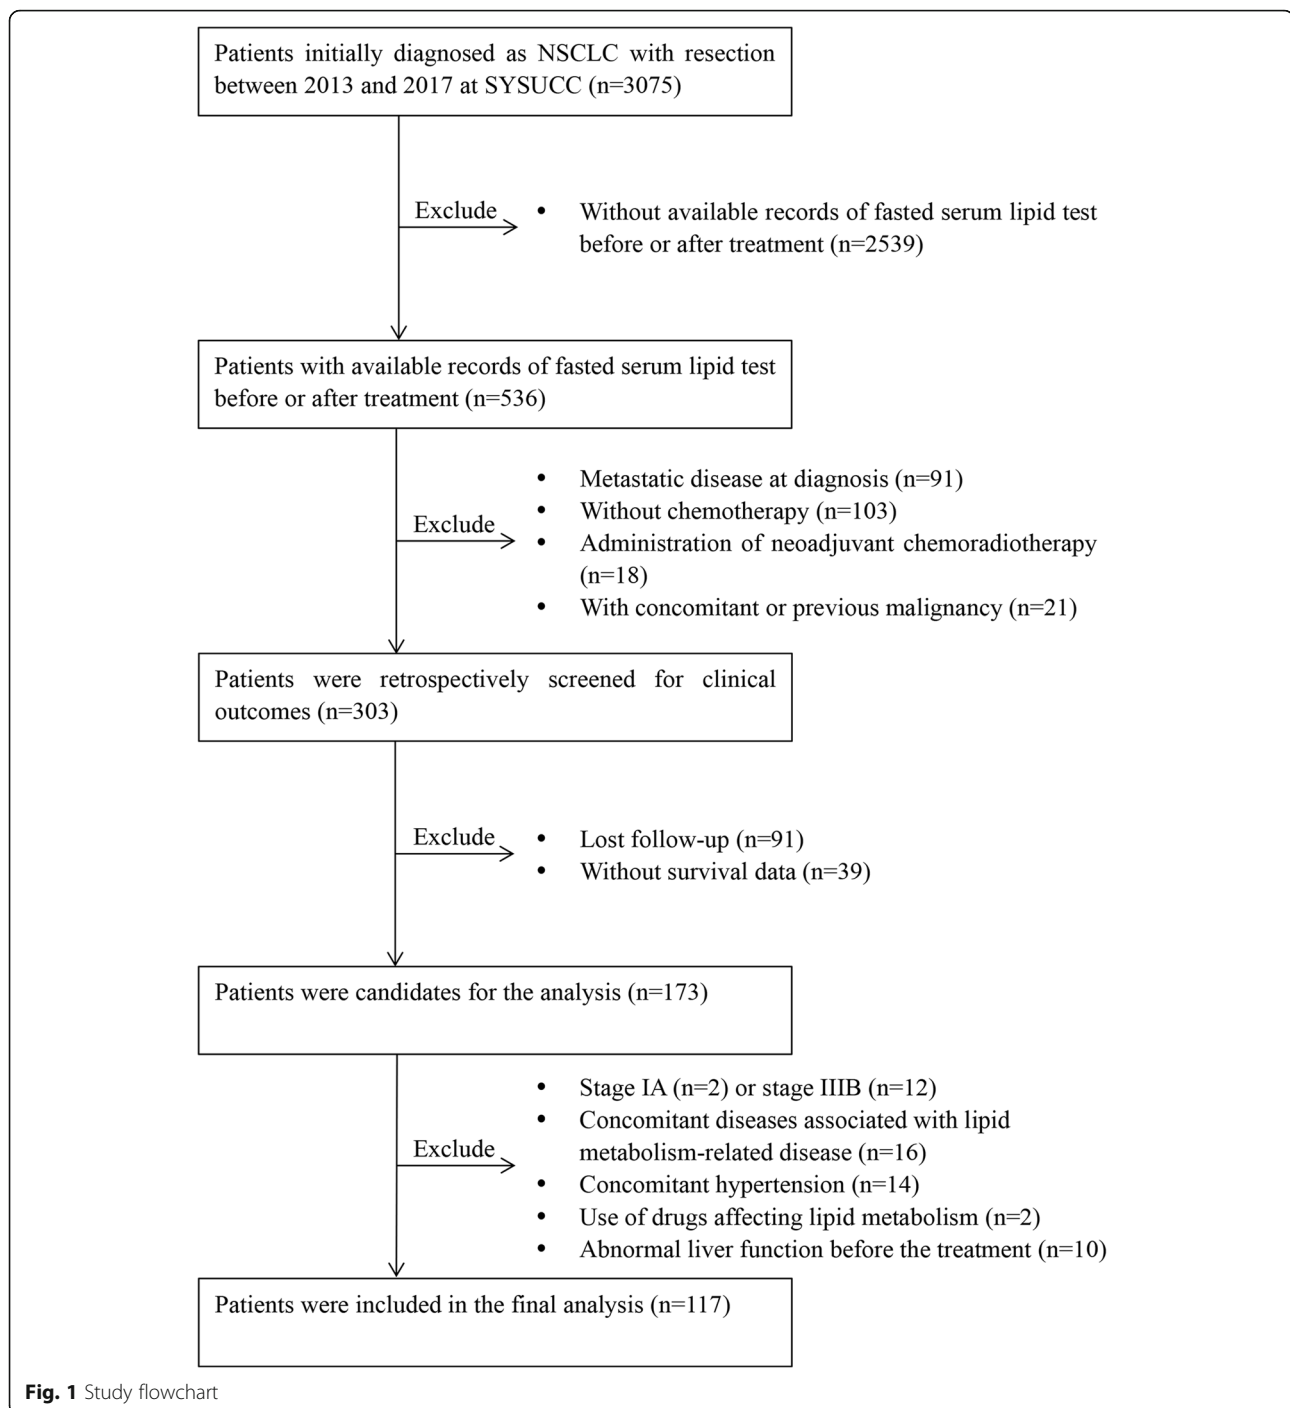 Patients initially diagnosed as NSCLC with resection
between 2013 and 2017 at SYSUCC (n=3075)
Exclude
• Without available records of fasted serum lipid test
before or after treatment (n=2539)
Patients with available records of fasted serum lipid test
before or after treatment (n=536)
Exclude
• Metastatic disease at diagnosis (n=91)
• Without chemotherapy (n=103)
• Administration of neoadjuvant chemoradiotherapy
(n=18)
• With concomitant or previous malignancy (n=21)
Patients were retrospectively screened for clinical
outcomes (n=303)
Exclude
• Lost follow-up (n=91)
• Without survival data (n=39)
Patients were candidates for the analysis (n=173)
Exclude
• Stage IA (n=2) or stage IIIB (n=12)
• Concomitant diseases associated with lipid
metabolism-related disease (n=16)
• Concomitant hypertension (n=14)
• Use of drugs affecting lipid metabolism (n=2)
• Abnormal liver function before the treatment (n=10)
Patients were included in the final analysis (n=117)
Fig. 1 Study flowchart